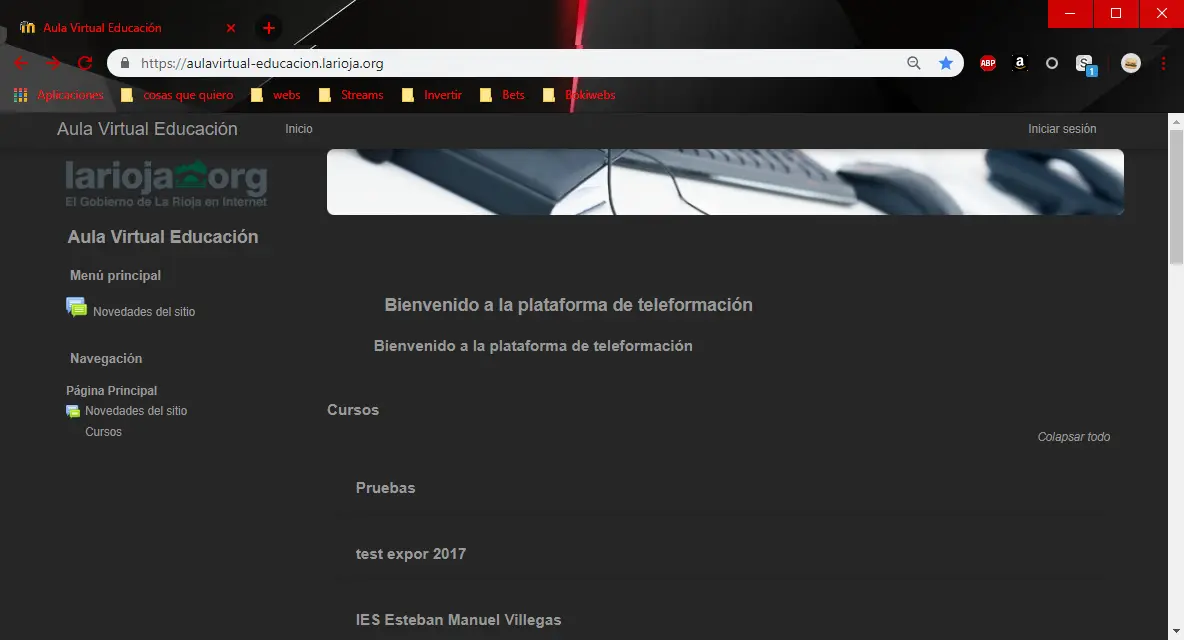 Aula Virtual Educación
https://aulavirtual-educacion.larioja.org
ABP
a
S
1
Aplicaciones cosas que quiero webs Streams Invertir Bets Bokiwebs
Aula Virtual Educación Inicio Iniciar sesión
larioja.org
El Gobierno de La Rioja en Internet
Aula Virtual Educación
Menú principal
Novedades del sitio
Navegación
Página Principal
Novedades del sitio
Cursos
Bienvenido a la plataforma de teleformación
Bienvenido a la plataforma de teleformación
Cursos
Colapsar todo
Pruebas
test expor 2017
IES Esteban Manuel Villegas